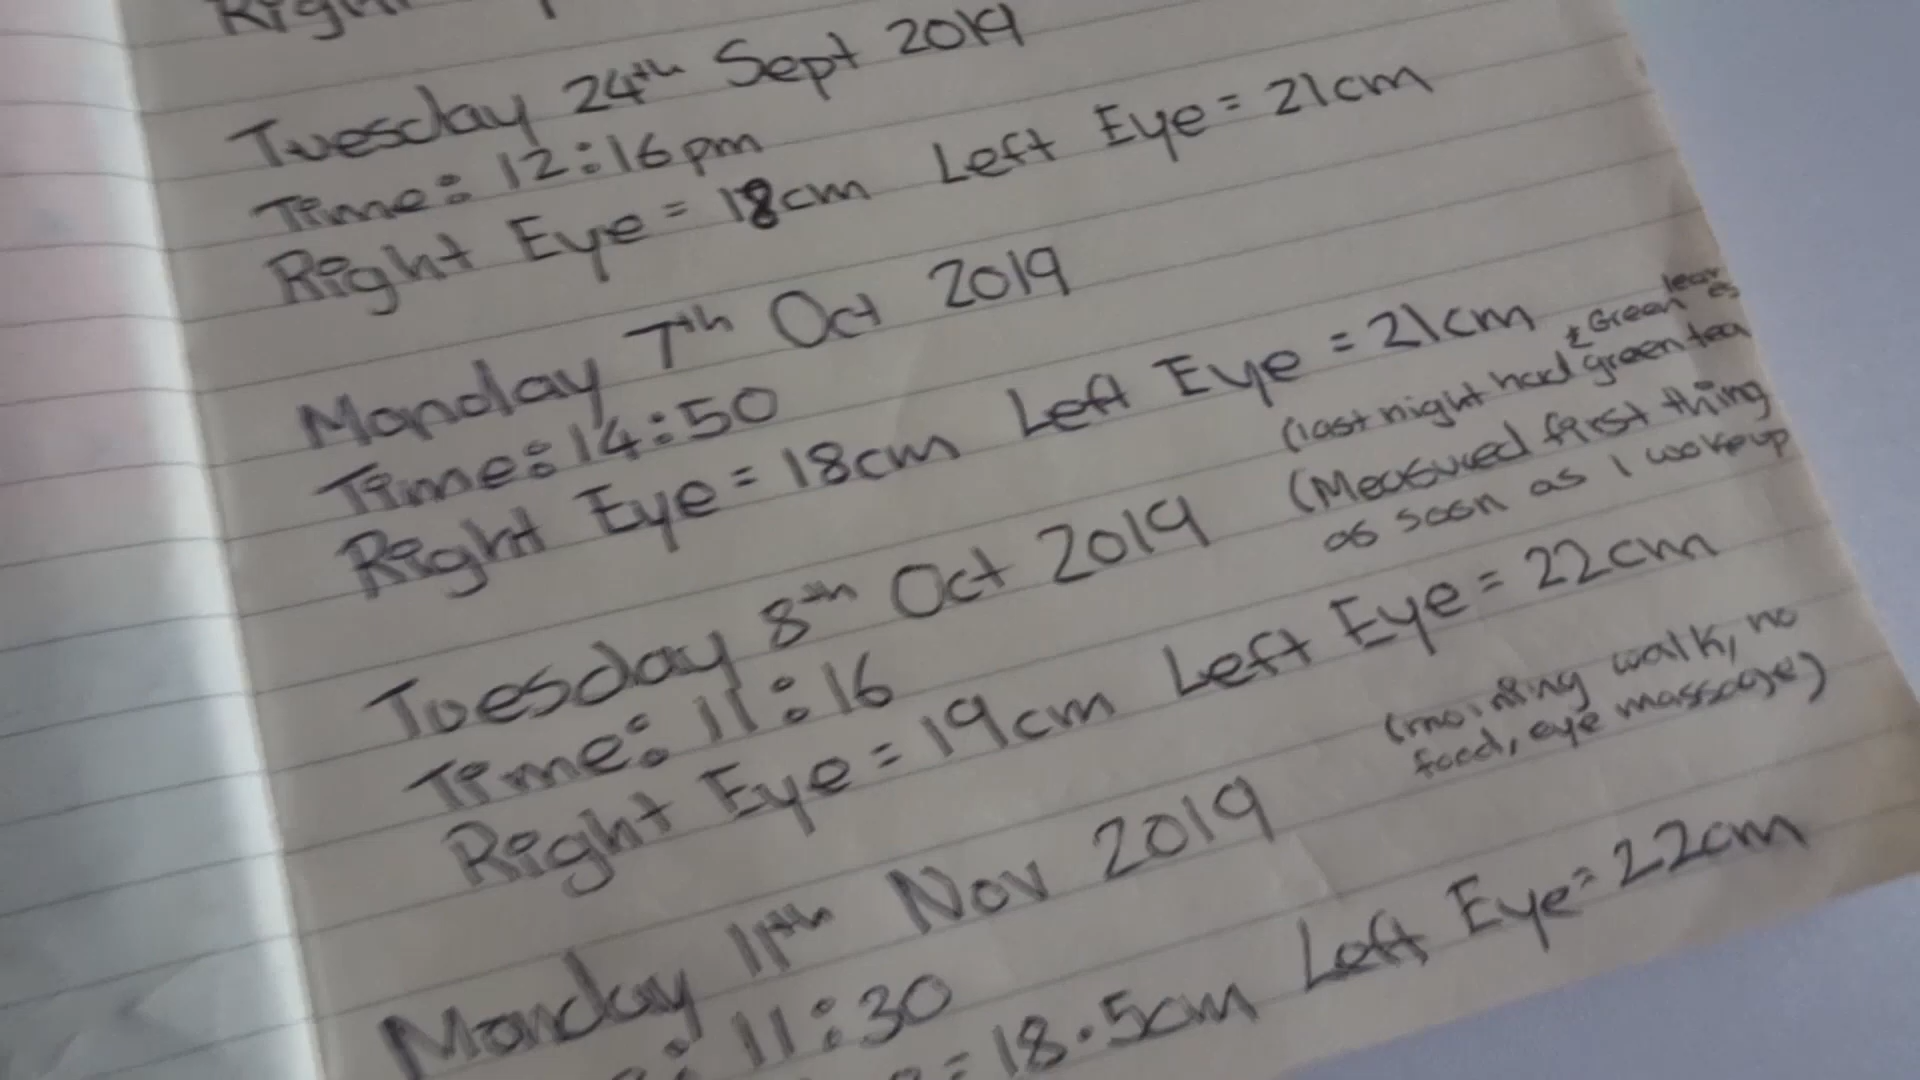 Right
Tuesday 24th Sept 2019
Time: 12:16pm
Right Eye = 18cm Left Eye = 21cm
Monday 7th Oct 2019
Time: 14:50
Right Eye = 18cm Left Eye = 21cm
(last night had green tea
& Green leaves
Tuesday 8th Oct 2019 (Measured first thing
as soon as I wokeup
Time: 11:16
Right Eye = 19cm Left Eye = 22cm
(morning walk, no
food, eye massage)
Monday 11th Nov 2019
: 11:30
= 18.5cm Left Eye = 22cm